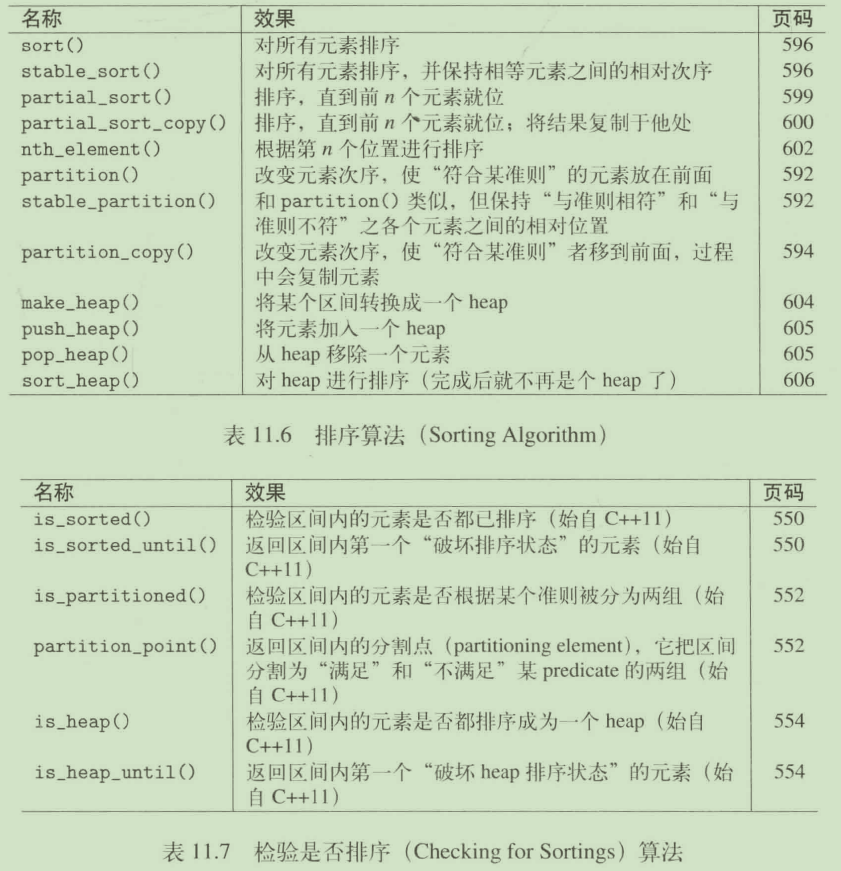 名称 效果 页码
sort() 对所有元素排序 596
stable_sort() 对所有元素排序，并保持相等元素之间的相对次序 596
partial_sort() 排序，直到前 n 个元素就位 599
partial_sort_copy() 排序，直到前 n 个元素就位；将结果复制于他处 600
nth_element() 根据第 n 个位置进行排序 602
partition() 改变元素次序，使“符合某准则”的元素放在前面 592
stable_partition() 和 partition() 类似，但保持“与准则相符”和“与 592
准则不符”之各个元素之间的相对位置
partition_copy() 改变元素次序，使“符合某准则”者移到前面，过程 594
中会复制元素
make_heap() 将某个区间转换成一个 heap 604
push_heap() 将元素加入一个 heap 605
pop_heap() 从 heap 移除一个元素 605
sort_heap() 对 heap 进行排序（完成后就不再是个 heap 了） 606
表 11.6 排序算法（Sorting Algorithm）
名称 效果 页码
is_sorted() 检验区间内的元素是否都已排序（始自 C++11） 550
is_sorted_until() 返回区间内第一个“破坏排序状态”的元素（始自 550
C++11）
is_partitioned() 检验区间内的元素是否根据某个准则被分为两组（始 552
自 C++11）
partition_point() 返回区间内的分割点（partitioning element），它把区间 552
分割为“满足”和“不满足”某 predicate 的两组（始
自 C++11）
is_heap() 检验区间内的元素是否都排序成为一个 heap（始自 554
C++11）
is_heap_until() 返回区间内第一个“破坏 heap 排序状态”的元素（始 554
自 C++11）
表 11.7 检验是否排序（Checking for Sortings）算法